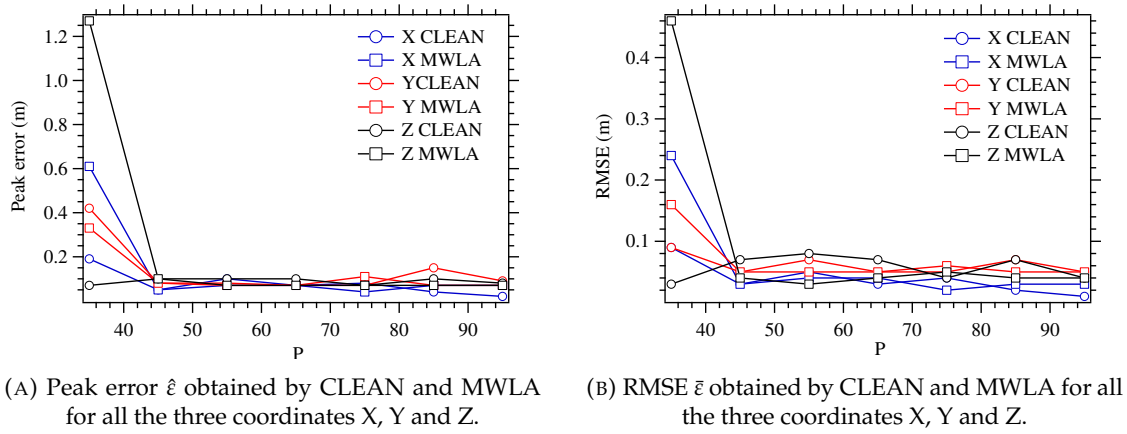 1.2
1.0
0.8
0.6
0.4
0.2
Peak error (m)
40 50 60 70 80 90
P
X CLEAN
X MWLA
YCLEAN
Y MWLA
Z CLEAN
Z MWLA
0.4
0.3
0.2
0.1
RMSE (m)
40 50 60 70 80 90
P
X CLEAN
X MWLA
Y CLEAN
Y MWLA
Z CLEAN
Z MWLA
(A) Peak error ε̂ obtained by CLEAN and MWLA
for all the three coordinates X, Y and Z.
(B) RMSE ε̄ obtained by CLEAN and MWLA for all
the three coordinates X, Y and Z.